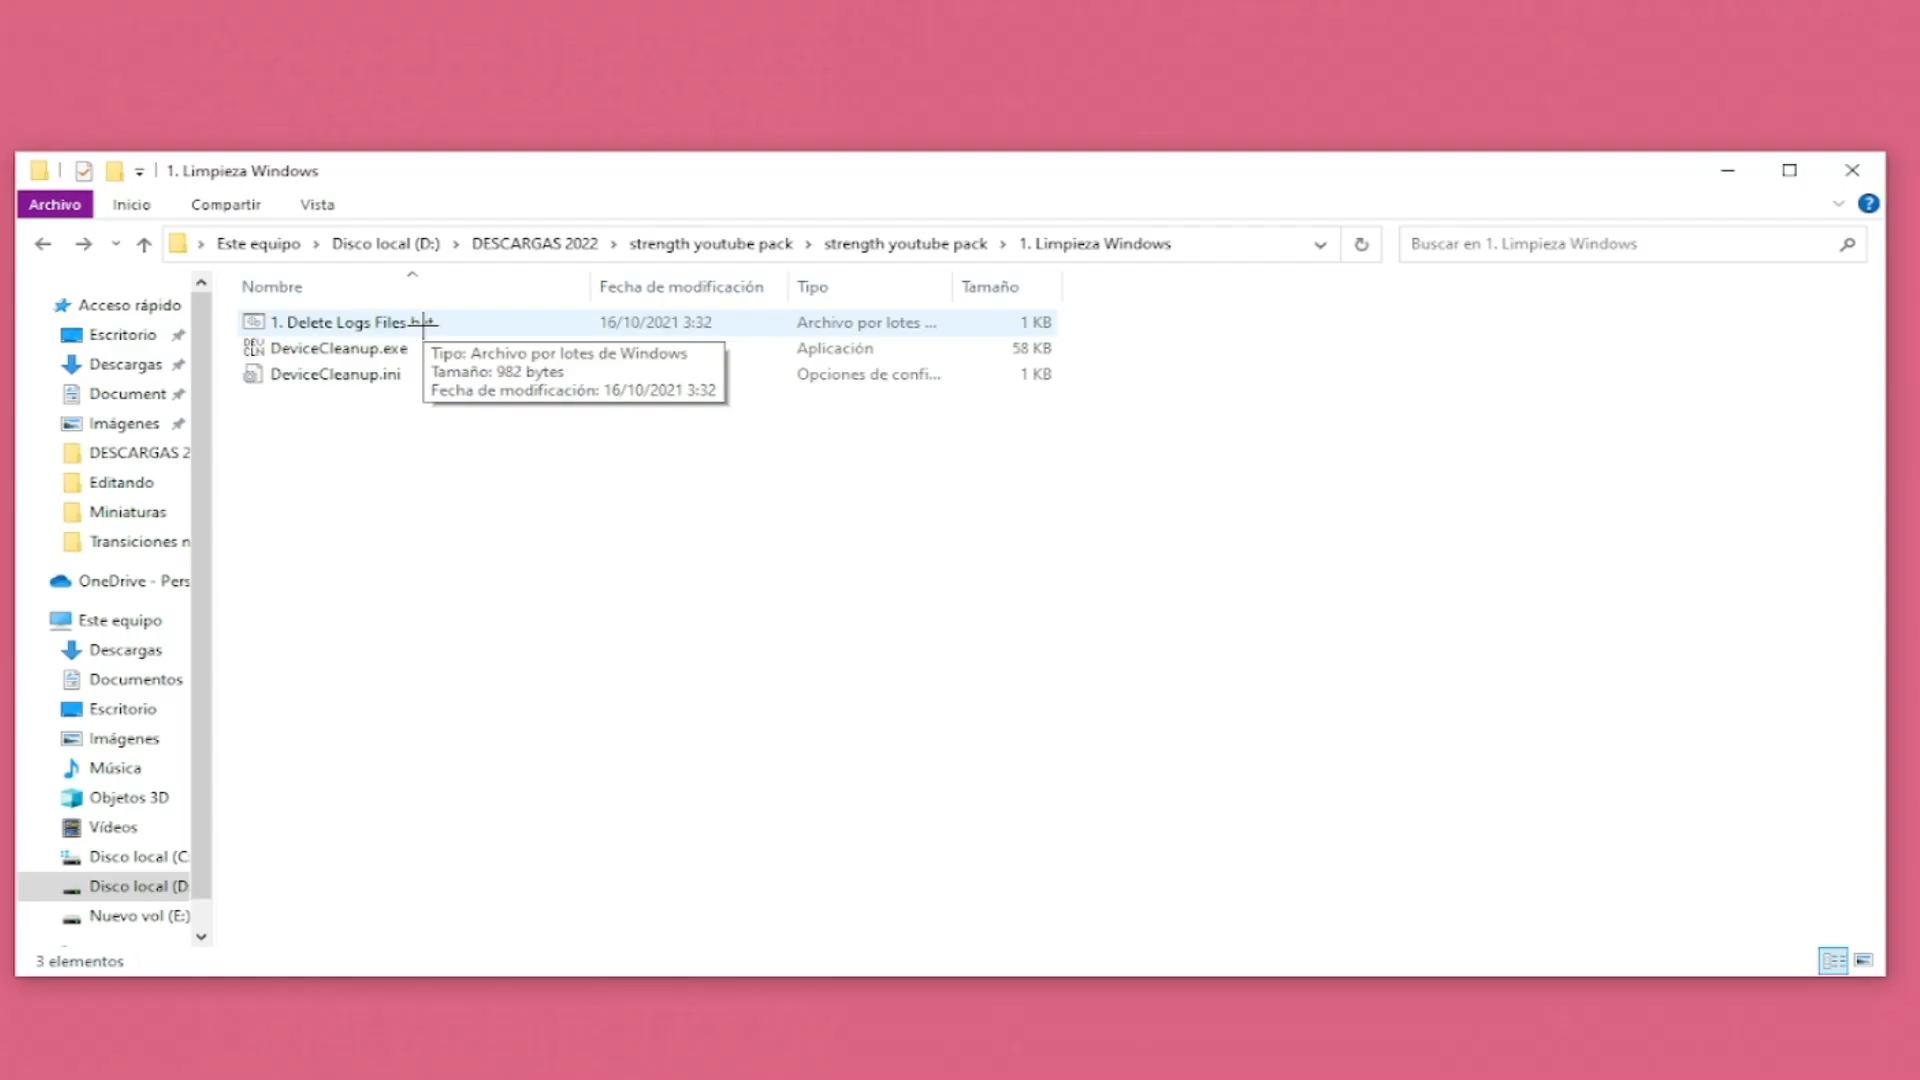 1. Limpieza Windows
Archivo Inicio Compartir Vista
Este equipo Disco local (D:) DESCARGAS 2022 strength youtube pack strength youtube pack 1. Limpieza Windows
Buscar en 1. Limpieza Windows
Nombre Fecha de modificación Tipo Tamaño
1. Delete Logs Files.bat 16/10/2021 3:32 Archivo por lotes ... 1 KB
DEV CLN DeviceCleanup.exe Aplicación 58 KB
DeviceCleanup.ini Opciones de confi... 1 KB
Tipo: Archivo por lotes de Windows
Tamaño: 982 bytes
Fecha de modificación: 16/10/2021 3:32
Acceso rápido
Escritorio
Descargas
Document
Imágenes
DESCARGAS 2
Editando
Miniaturas
Transiciones n
OneDrive - Pers
Este equipo
Descargas
Documentos
Escritorio
Imágenes
Música
Objetos 3D
Vídeos
Disco local (C
Disco local (D
Nuevo vol (E:)
3 elementos